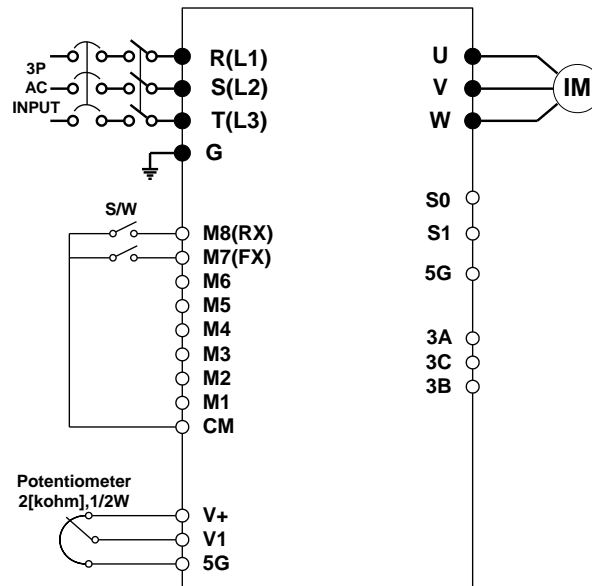 R(L1)
U
3P
AC
INPUT
S(L2)
V
IM
T(L3)
W
G
S0
S/W
M8(RX)
S1
M7(FX)
5G
M6
M5
M4
3A
M3
3C
M2
3B
M1
CM
Potentiometer
2[kohm],1/2W
V+
V1
5G